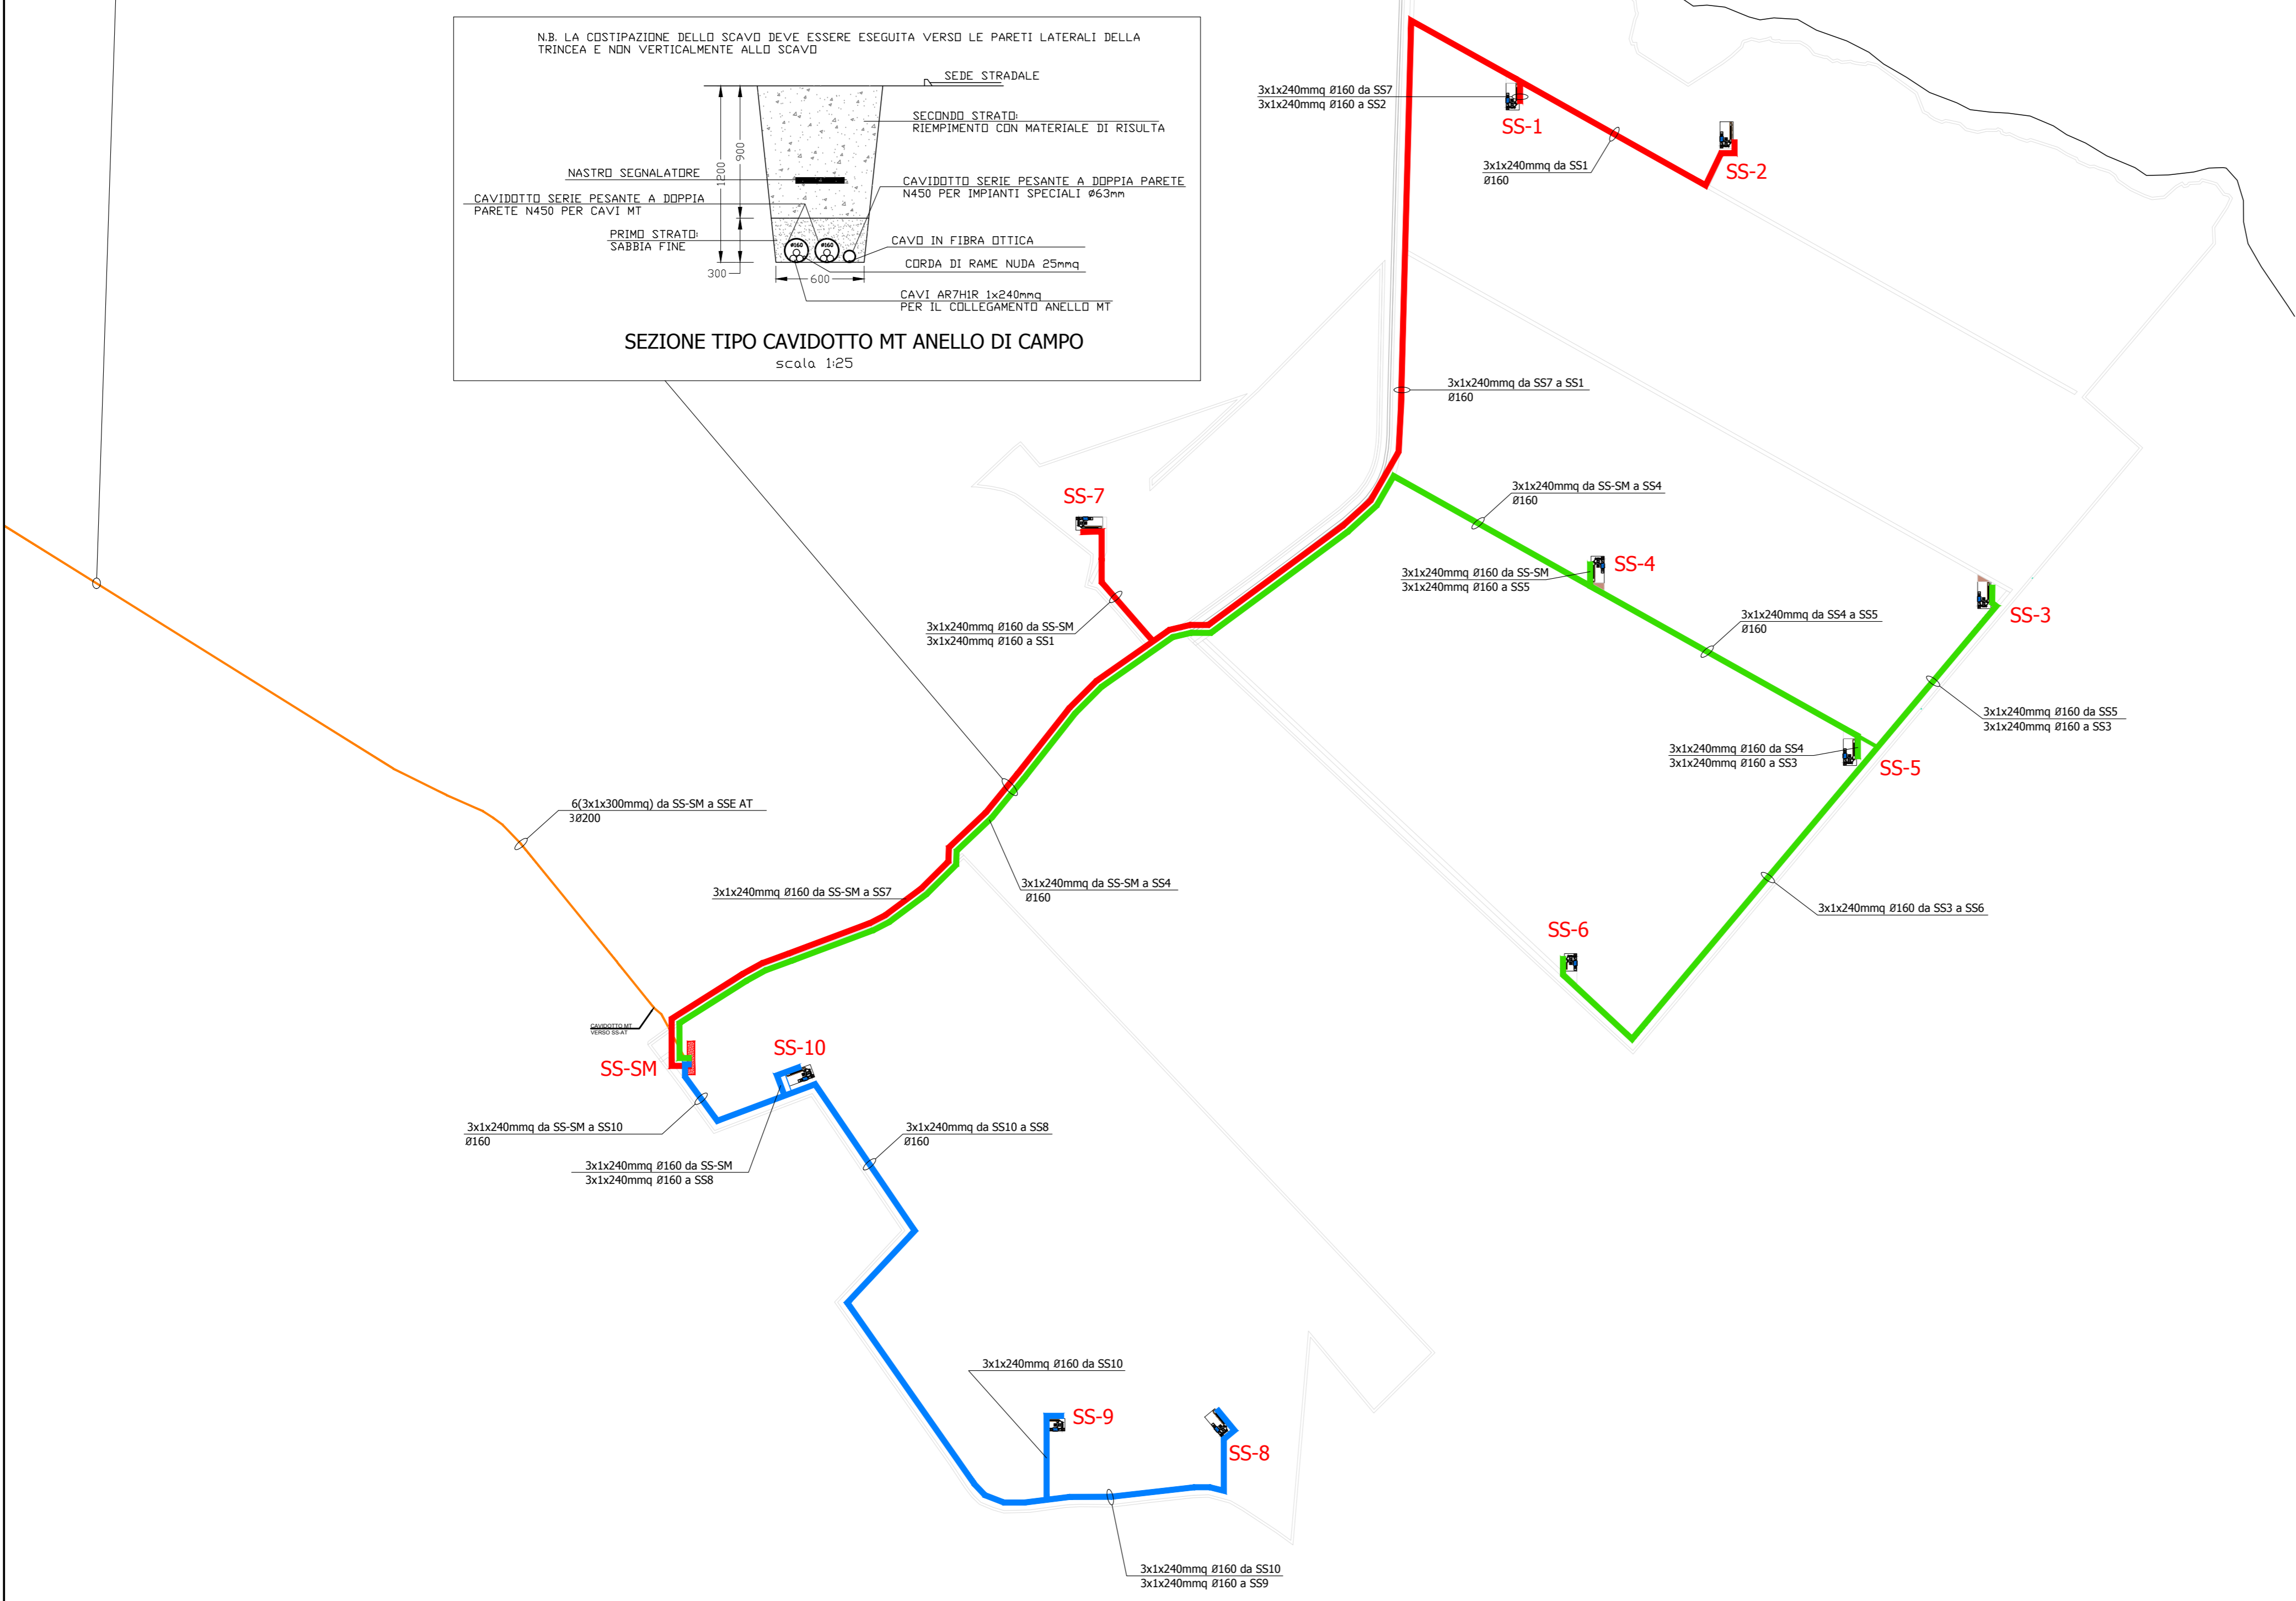 N.B. LA COSTIPAZIONE DELLO SCAVO DEVE ESSERE ESEGUITA VERSO LE PARETI LATERALI DELLA
TRINCEA E NON VERTICALMENTE ALLO SCAVO
SEDE STRADALE
SECONDO STRATO:
RIEMPIMENTO CON MATERIALE DI RISULTA
900
1200
NASTRO SEGNALATORE
CAVIDOTTO SERIE PESANTE A DOPPIA PARETE
N450 PER IMPIANTI SPECIALI Ø63mm
CAVIDOTTO SERIE PESANTE A DOPPIA
PARETE N450 PER CAVI MT
PRIMO STRATO:
SABBIA FINE
Ø160
Ø160
CAVO IN FIBRA OTTICA
CORDA DI RAME NUDA 25mmq
300
600
CAVI AR7H1R 1x240mmq
PER IL COLLEGAMENTO ANELLO MT
SEZIONE TIPO CAVIDOTTO MT ANELLO DI CAMPO
scala 1:25
3x1x240mmq Ø160 da SS7
3x1x240mmq Ø160 a SS2
SS-1
3x1x240mmq da SS1
Ø160
SS-2
3x1x240mmq da SS7 a SS1
Ø160
SS-7
3x1x240mmq da SS-SM a SS4
Ø160
SS-4
3x1x240mmq Ø160 da SS-SM
3x1x240mmq Ø160 a SS5
3x1x240mmq da SS4 a SS5
Ø160
SS-3
3x1x240mmq Ø160 da SS-SM
3x1x240mmq Ø160 a SS1
3x1x240mmq Ø160 da SS5
3x1x240mmq Ø160 a SS3
3x1x240mmq Ø160 da SS4
3x1x240mmq Ø160 a SS3
SS-5
6(3x1x300mmq) da SS-SM a SSE AT
3Ø200
3x1x240mmq Ø160 da SS-SM a SS7
3x1x240mmq da SS-SM a SS4
Ø160
3x1x240mmq Ø160 da SS3 a SS6
SS-6
CAVIDOTTO MT
VERSO SS-AT
SS-SM
SS-10
3x1x240mmq da SS-SM a SS10
Ø160
3x1x240mmq da SS10 a SS8
Ø160
3x1x240mmq Ø160 da SS-SM
3x1x240mmq Ø160 a SS8
3x1x240mmq Ø160 da SS10
SS-9
SS-8
3x1x240mmq Ø160 da SS10
3x1x240mmq Ø160 a SS9